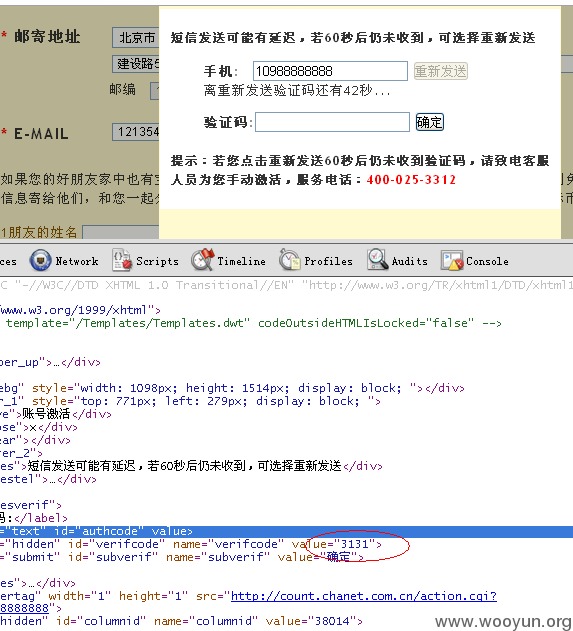 短信发送可能有延迟，若60秒后仍未收到，可选择重新发送
* 邮寄地址 北京市
手机: 10988888888 重新发送
建设路5
离重新发送验证码还有42秒...
邮编
验证码: 确定
* E-MAIL 121354
提示：若您点击重新发送60秒后仍未收到验证码，请致电客服
人员为您手动激活，服务电话：400-025-3312
如果您的好朋友家中也有宝
信息寄给他们，和您一起
1朋友的姓名
ces Network Scripts Timeline Profiles Audits Console
C "-//W3C//DTD XHTML 1.0 Transitional//EN" "http://www.w3.org/TR/xhtml1/DTD/xhtml1
/www.w3.org/1999/xhtml">
template="/Templates/Templates.dwt" codeOutsideHTMLIsLocked="false" -->
per_up">…</div>
ebg" style="width: 1098px; height: 1514px; display: block; "></div>
r_1" style="top: 771px; left: 279px; display: block; ">
ve">账号激活</div>
ose">x</div>
ear"></div>
er_2">
es">短信发送可能有延迟，若60秒后仍未收到，可选择重新发送</div>
estel">…</div>
esverif">
码:</label>
="text" id="authcode" value>
="hidden" id="verifcode" name="verifcode" value="3131">
="submit" id="subverif" name="subverif" value="确定">
es">…</div>
ertag" width="1" height="1" src="http://count.chanet.com.cn/action.cgi?
8888888">
hidden" id="columnid" name="columnid" value="38014">
www.wooyun.org